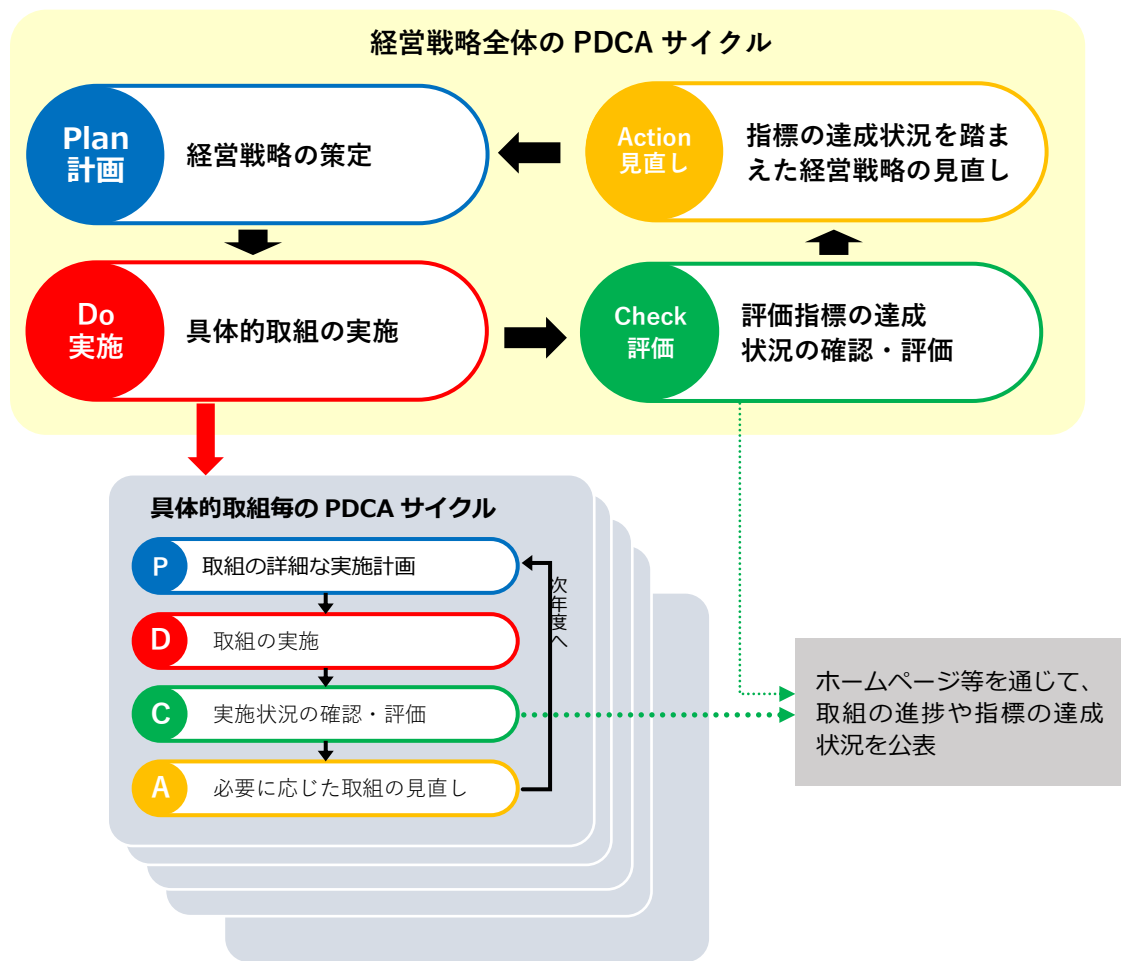 経営戦略全体の PDCA サイクル
Plan
計画
経営戦略の策定
Action
見直し
指標の達成状況を踏ま
えた経営戦略の見直し
Do
実施
具体的取組の実施
Check
評価
評価指標の達成
状況の確認・評価
具体的取組毎の PDCA サイクル
P
取組の詳細な実施計画
D
取組の実施
C
実施状況の確認・評価
A
必要に応じた取組の見直し
次年度へ
ホームページ等を通じて、
取組の進捗や指標の達成
状況を公表